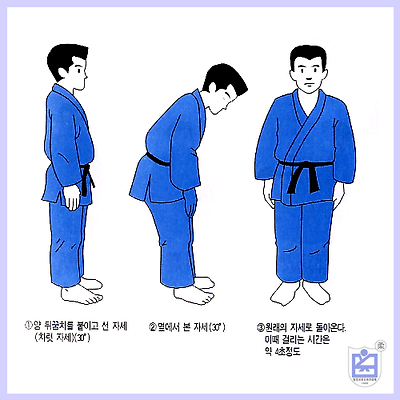 ①양 뒤꿈치를 붙이고 선 자세
(차렷 자세)(30°)
②옆에서 본 자세(30°)
③원래의 자세로 돌아온다.
이때 걸리는 시간은
약 4초정도
柔